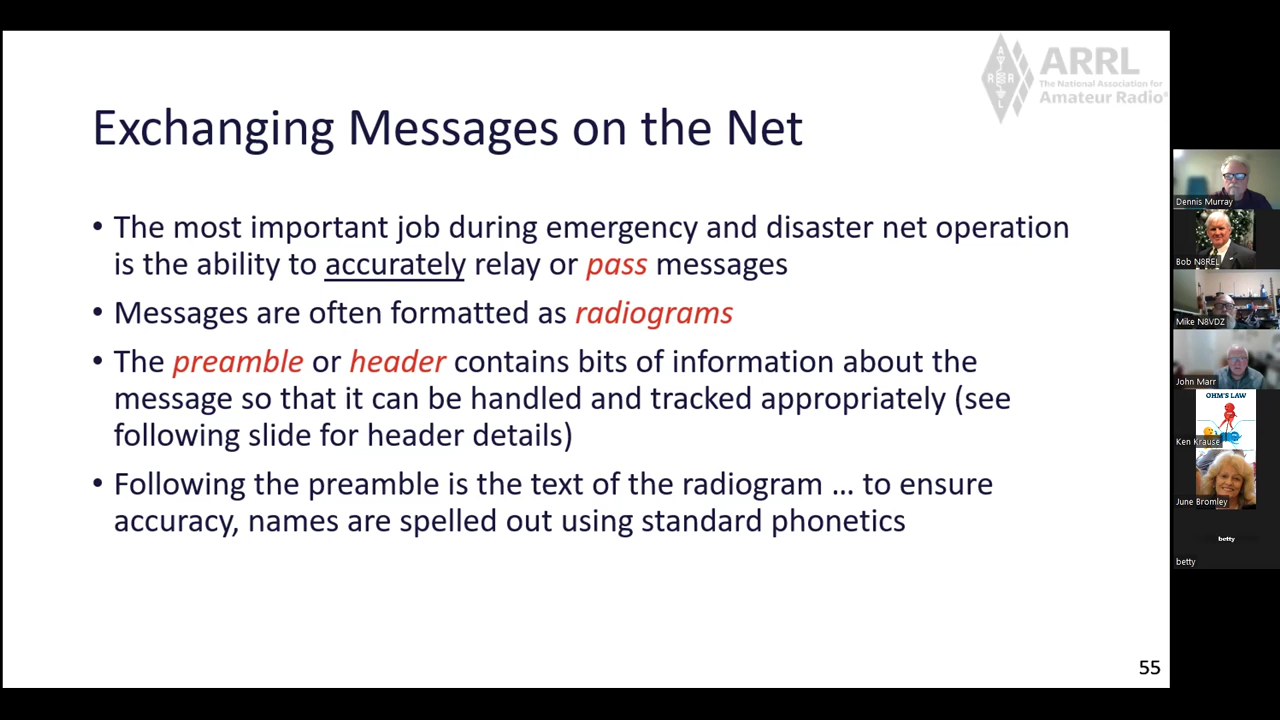 ARRL
The National Association for
Amateur Radio®
Exchanging Messages on the Net
• The most important job during emergency and disaster net operation
is the ability to accurately relay or pass messages
• Messages are often formatted as radiograms
• The preamble or header contains bits of information about the
message so that it can be handled and tracked appropriately (see
following slide for header details)
• Following the preamble is the text of the radiogram … to ensure
accuracy, names are spelled out using standard phonetics
55
Dennis Murray
Bob N8REL
Mike N8VDZ
John Marr
OHM'S LAW
Ken Krause
June Bromley
betty
betty